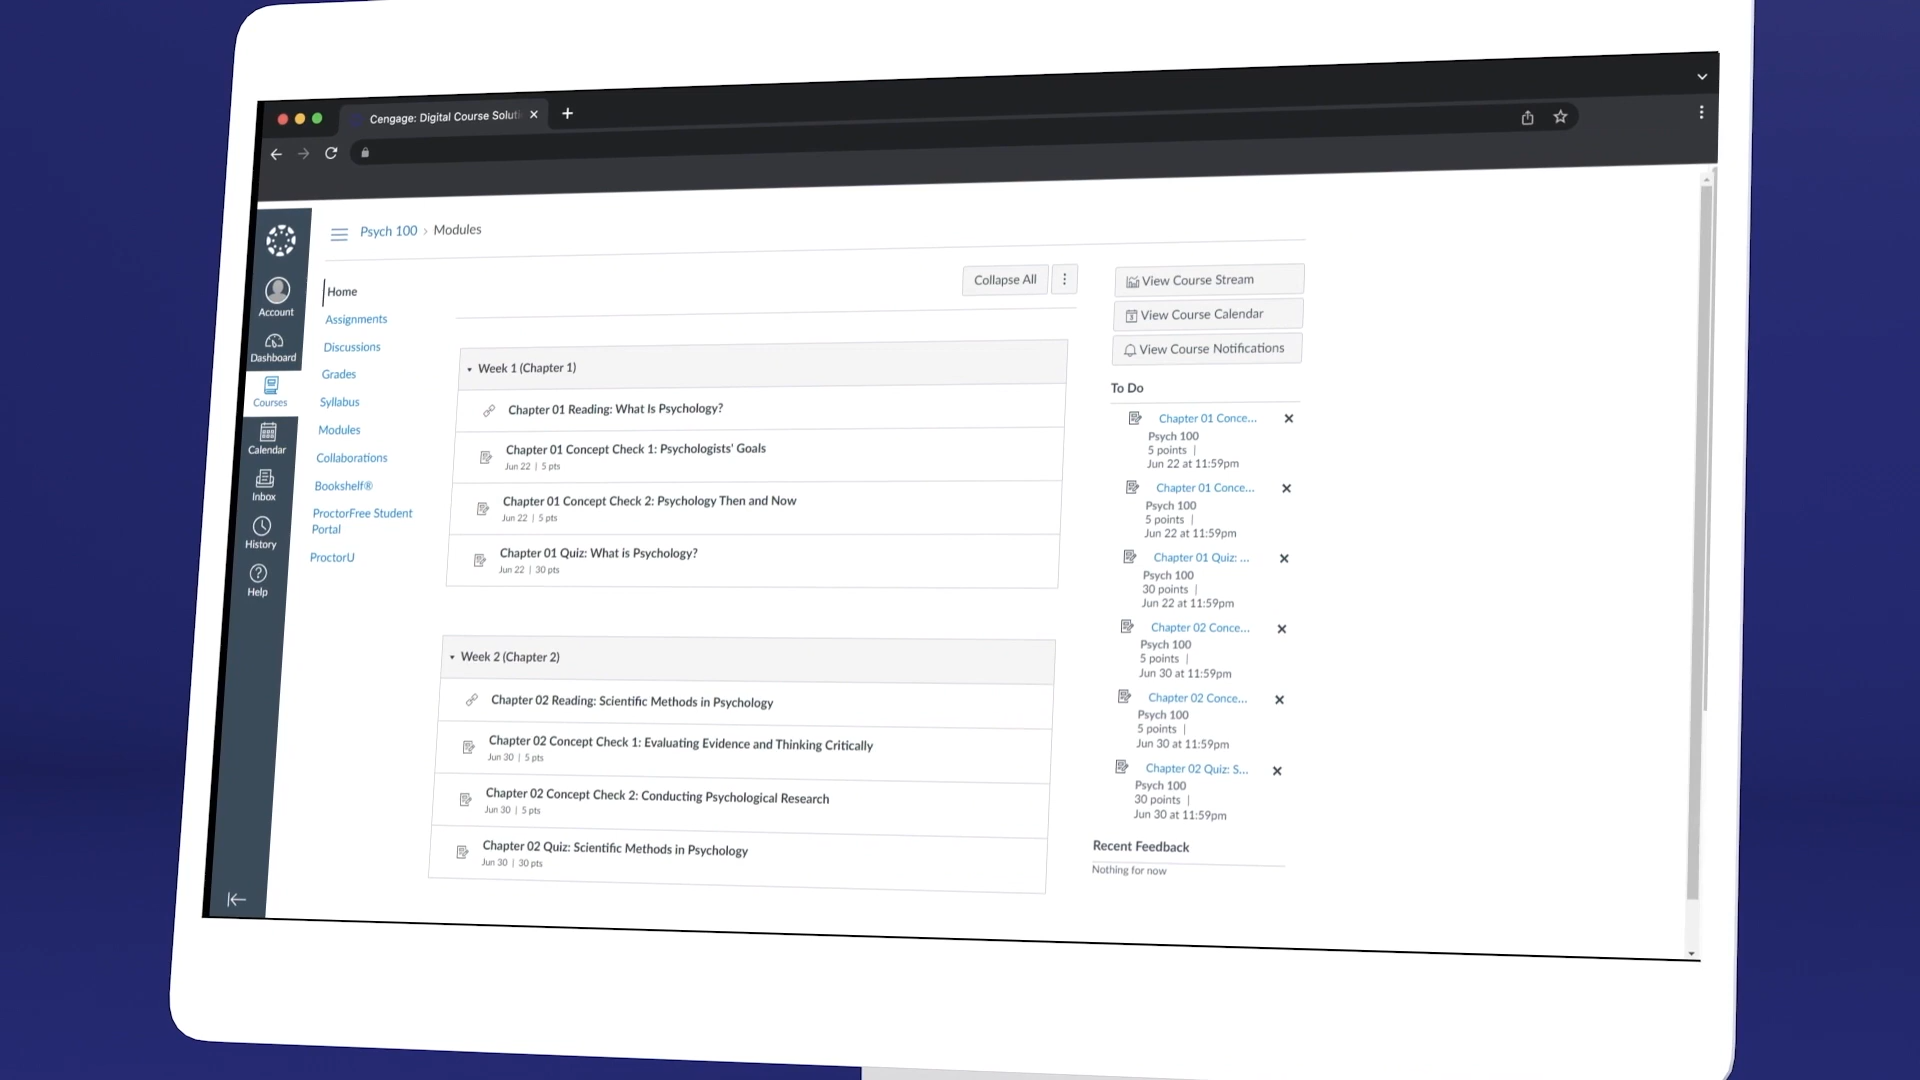 Cengage: Digital Course Soluti
Psych 100 > Modules
Account
Dashboard
Courses
Calendar
Inbox
History
Help
Home
Assignments
Discussions
Grades
Syllabus
Modules
Collaborations
Bookshelf®
ProctorFree Student
Portal
ProctorU
Collapse All
Week 1 (Chapter 1)
Chapter 01 Reading: What Is Psychology?
Chapter 01 Concept Check 1: Psychologists' Goals
Jun 22 | 5 pts
Chapter 01 Concept Check 2: Psychology Then and Now
Jun 22 | 5 pts
Chapter 01 Quiz: What is Psychology?
Jun 22 | 30 pts
Week 2 (Chapter 2)
Chapter 02 Reading: Scientific Methods in Psychology
Chapter 02 Concept Check 1: Evaluating Evidence and Thinking Critically
Jun 30 | 5 pts
Chapter 02 Concept Check 2: Conducting Psychological Research
Jun 30 | 5 pts
Chapter 02 Quiz: Scientific Methods in Psychology
Jun 30 | 30 pts
View Course Stream
View Course Calendar
View Course Notifications
To Do
Chapter 01 Conce...
Psych 100
5 points |
Jun 22 at 11:59pm
Chapter 01 Conce...
Psych 100
5 points |
Jun 22 at 11:59pm
Chapter 01 Quiz: ...
Psych 100
30 points |
Jun 22 at 11:59pm
Chapter 02 Conce...
Psych 100
5 points |
Jun 30 at 11:59pm
Chapter 02 Conce...
Psych 100
5 points |
Jun 30 at 11:59pm
Chapter 02 Quiz: S...
Psych 100
30 points |
Jun 30 at 11:59pm
Recent Feedback
Nothing for now